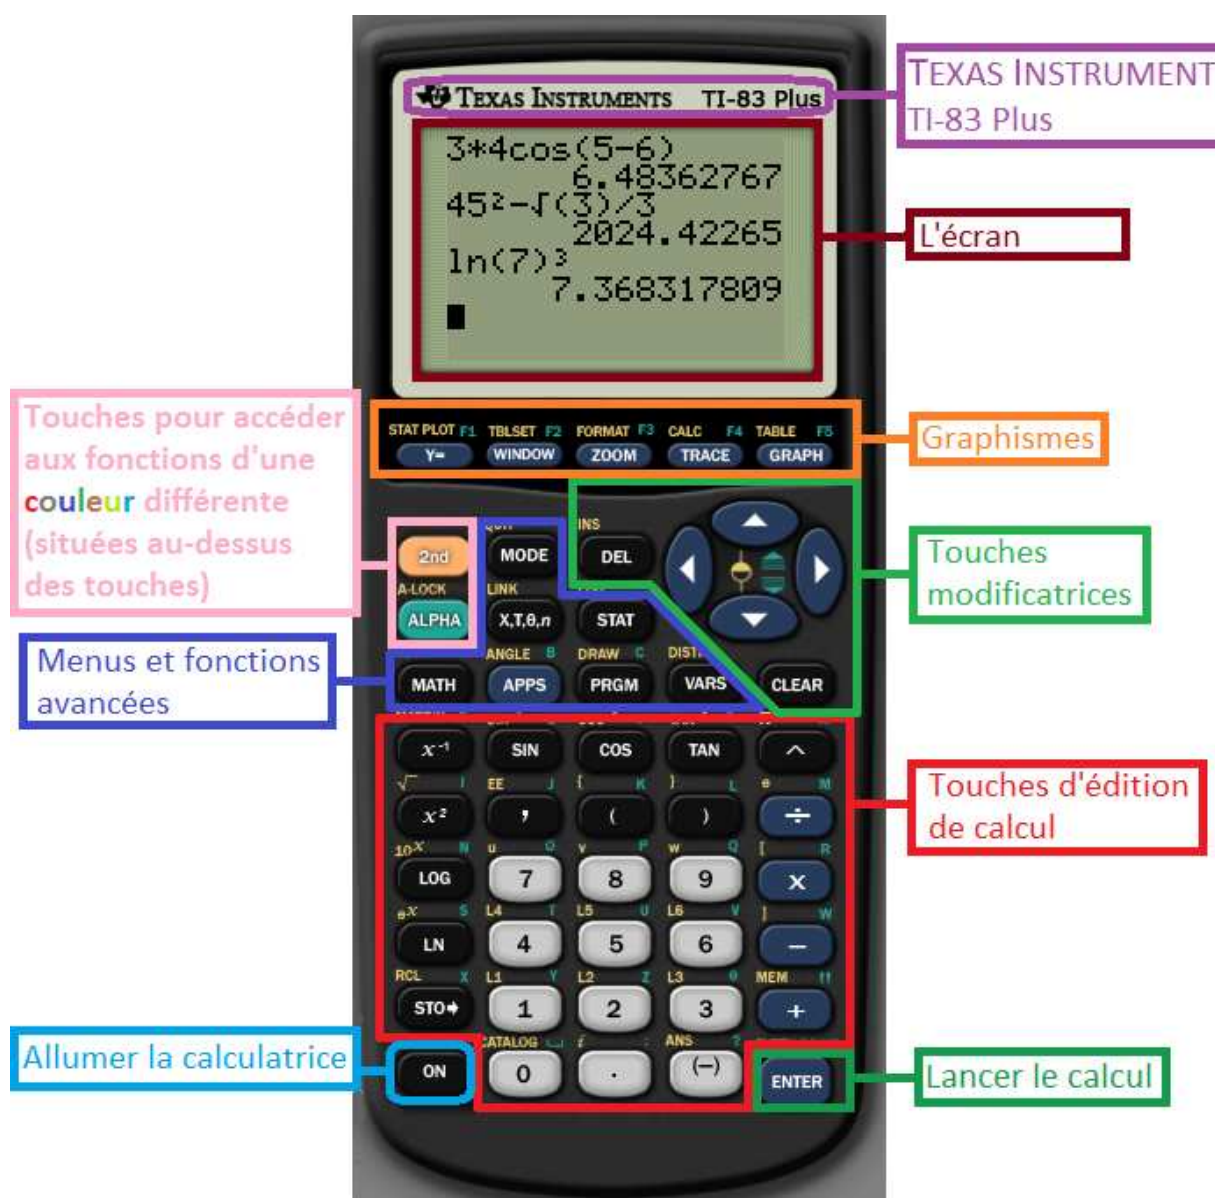 TEXAS INSTRUMENTS TI-83 Plus
TEXAS INSTRUMENT
TI-83 Plus
3*4cos(5-6)
6.48362767
45²-√(3)/3
2024.42265
ln(7)³
7.368317809
L'écran
Touches pour accéder
aux fonctions d'une
couleur différente
(situées au-dessus
des touches)
STAT PLOT F1 TBLSET F2 FORMAT F3 CALC F4 TABLE F5
Y= WINDOW ZOOM TRACE GRAPH
Graphismes
INS
2nd MODE DEL
Touches
modificatrices
A-LOCK LINK
ALPHA X,T,θ,n STAT
Menus et fonctions
avancées
ANGLE B DRAW C
MATH APPS PRGM VARS CLEAR
x⁻¹ SIN COS TAN ^
√ I EE J { K } L e M
x² , ( ) ÷
Touches d'édition
de calcul
10ˣ N u O v P w Q [ R
LOG 7 8 9 x
eˣ S L4 T L5 U L6 V ] W
LN 4 5 6 −
RCL X L1 Y L2 Z L3 θ MEM "
STO➔ 1 2 3 +
Allumer la calculatrice
CATALOG i : ANS ?
ON 0 . (−) ENTER
Lancer le calcul